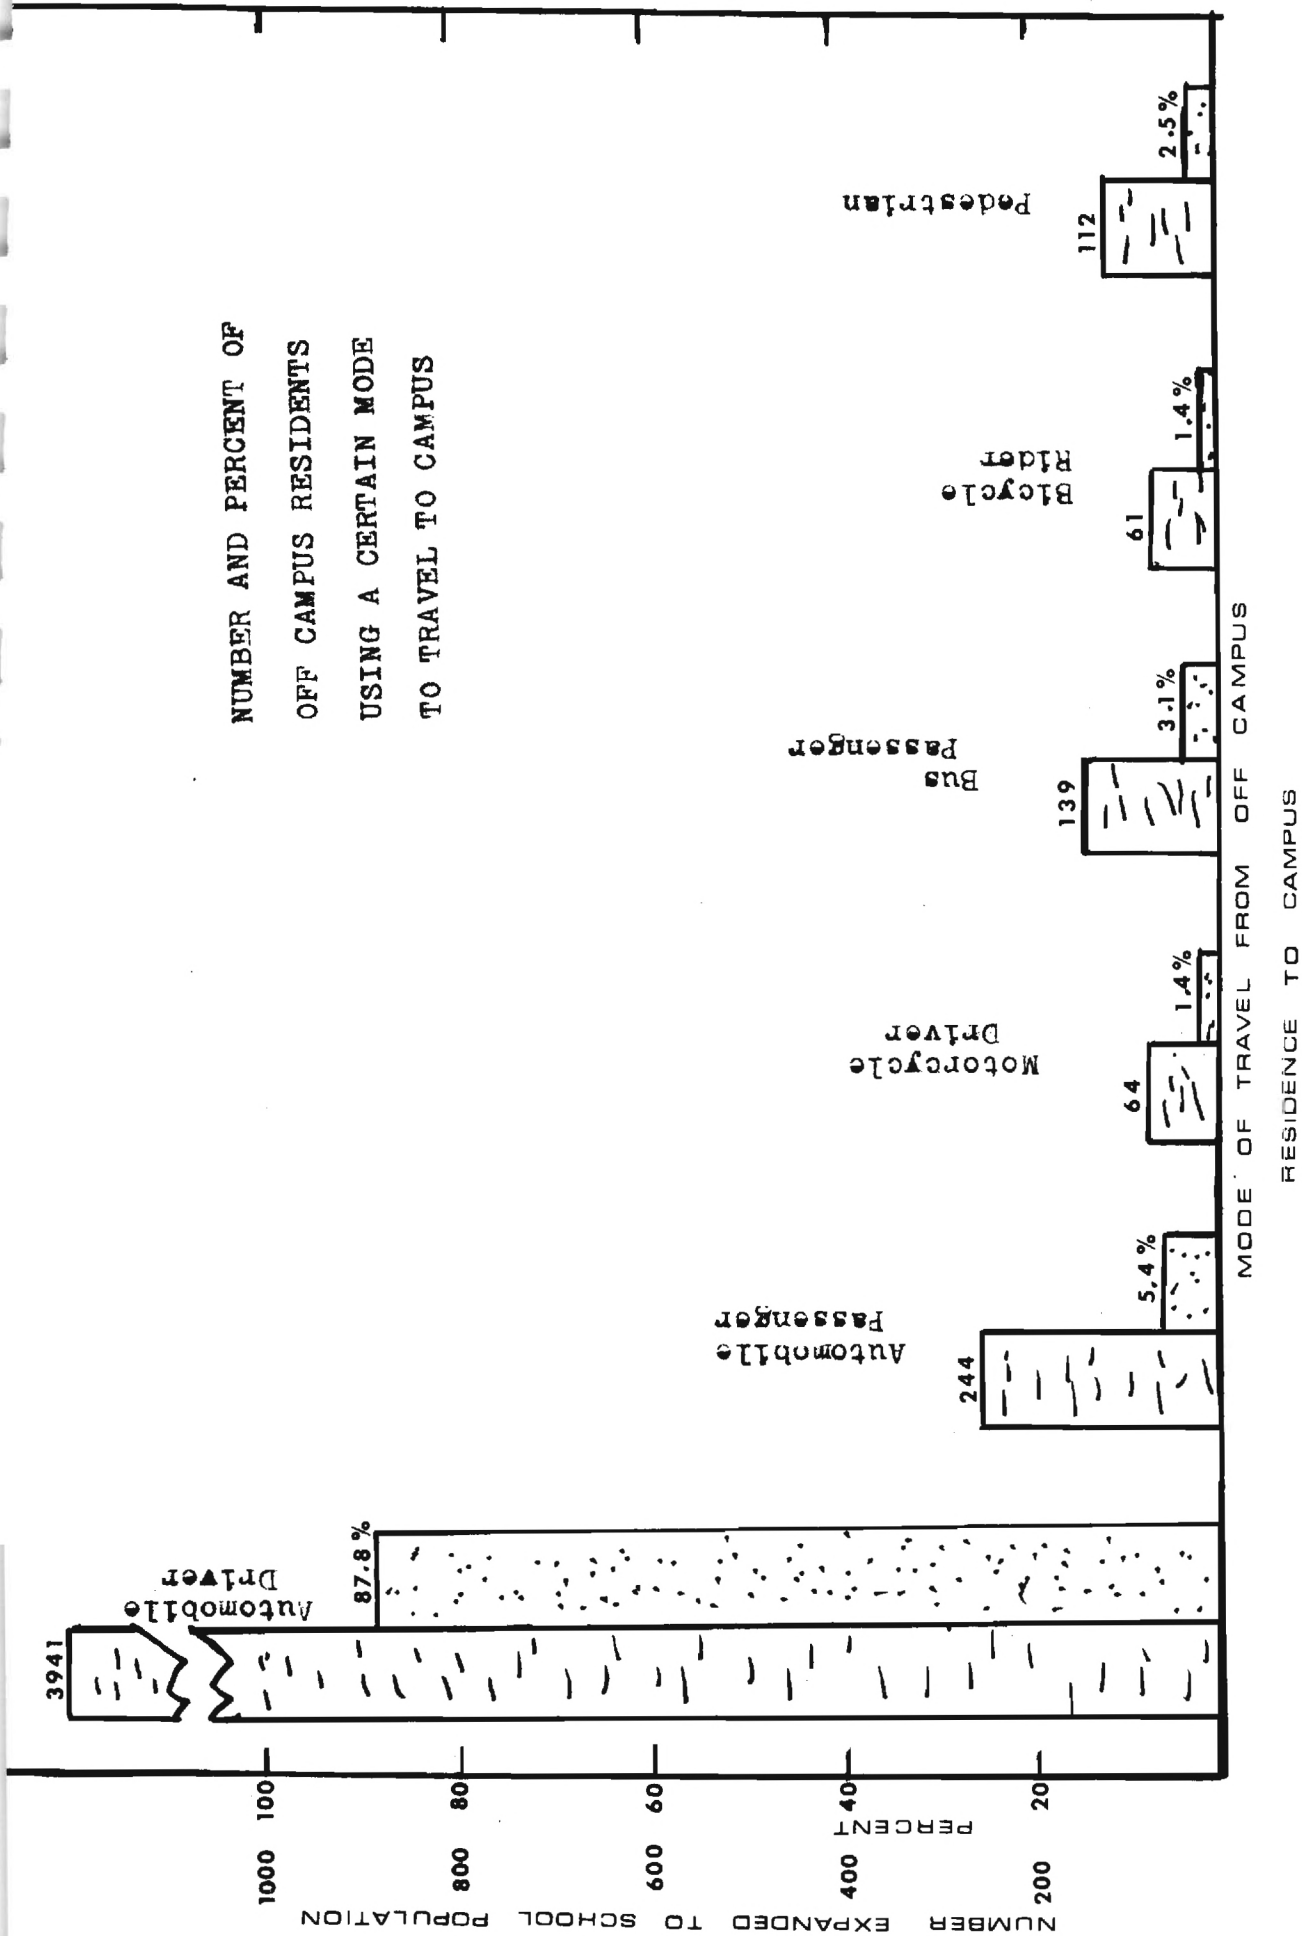 NUMBER AND PERCENT OF
OFF CAMPUS RESIDENTS
USING A CERTAIN MODE
TO TRAVEL TO CAMPUS
NUMBER EXPANDED TO SCHOOL POPULATION
PERCENT
1000 100
800 80
600 60
400 40
200 20
3941
Automobile
Driver
87.8%
Automobile
Passenger
244
5.4%
Motorcycle
Driver
64
1.4%
Bus
Passenger
139
3.1%
Bicycle
Rider
61
1.4%
Pedestrian
112
2.5%
MODE OF TRAVEL FROM OFF CAMPUS
RESIDENCE TO CAMPUS